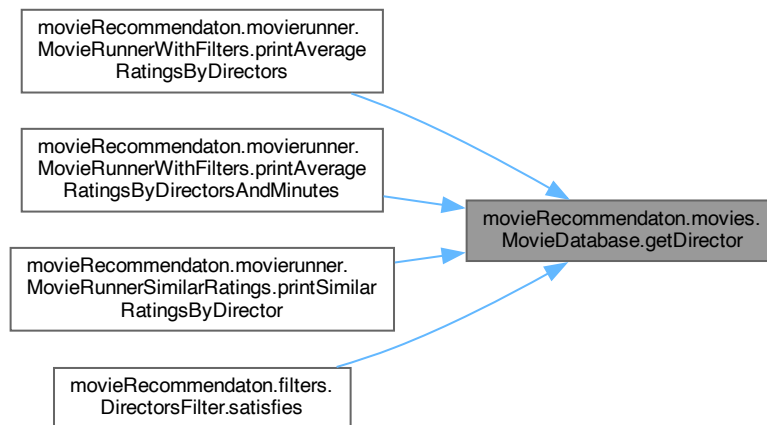 movieRecommendaton.movierunner.
MovieRunnerWithFilters.printAverage
RatingsByDirectors
movieRecommendaton.movierunner.
MovieRunnerWithFilters.printAverage
RatingsByDirectorsAndMinutes
movieRecommendaton.movies.
MovieDatabase.getDirector
movieRecommendaton.movierunner.
MovieRunnerSimilarRatings.printSimilar
RatingsByDirector
movieRecommendaton.filters.
DirectorsFilter.satisfies